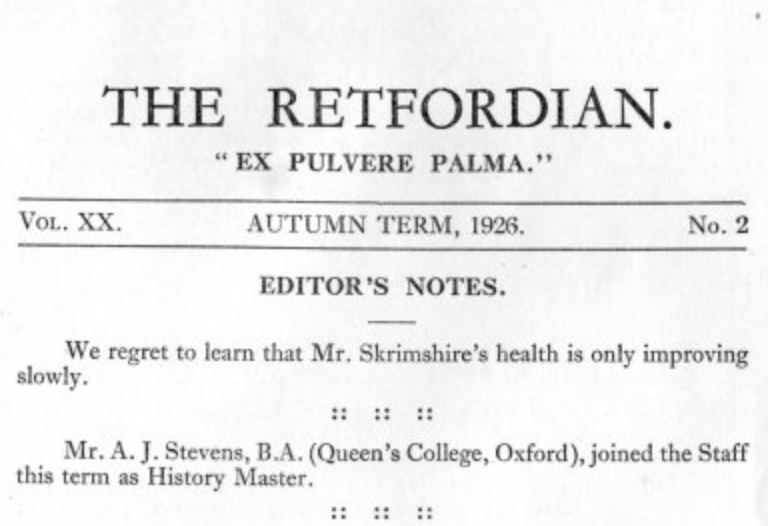 THE RETFORDIAN.
“ EX PULVERE PALMA.”
VOL. XX. AUTUMN TERM, 1926. No. 2
EDITOR’S NOTES.
We regret to learn that Mr. Skrimshire’s health is only improving
slowly.
:: :: ::
Mr. A. J. Stevens, B.A. (Queen’s College, Oxford), joined the Staff
this term as History Master.
:: :: ::